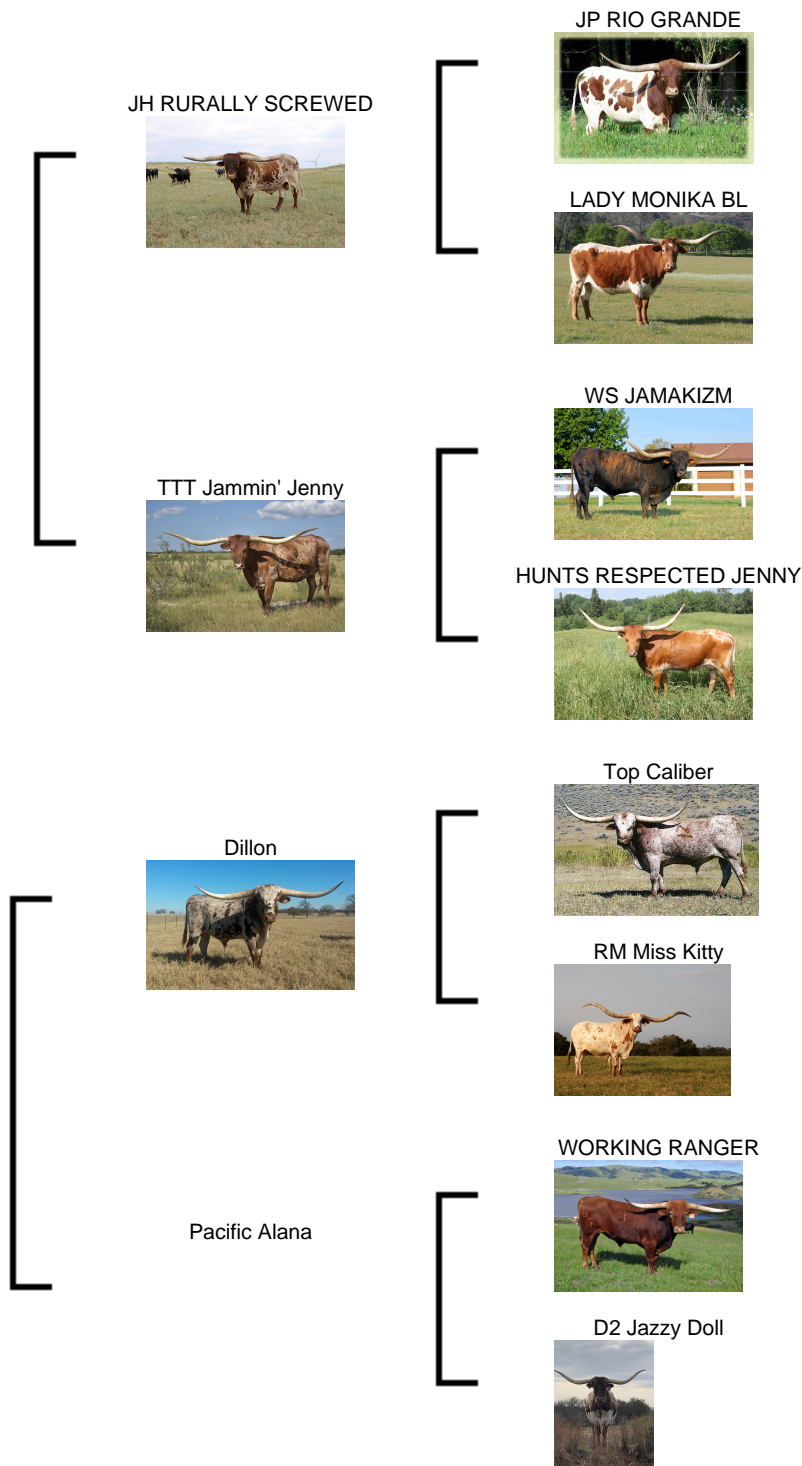 JP RIO GRANDE
JH RURALLY SCREWED
LADY MONIKA BL
WS JAMAKIZM
TTT Jammin' Jenny
HUNTS RESPECTED JENNY
Top Caliber
Dillon
RM Miss Kitty
WORKING RANGER
Pacific Alana
D2 Jazzy Doll